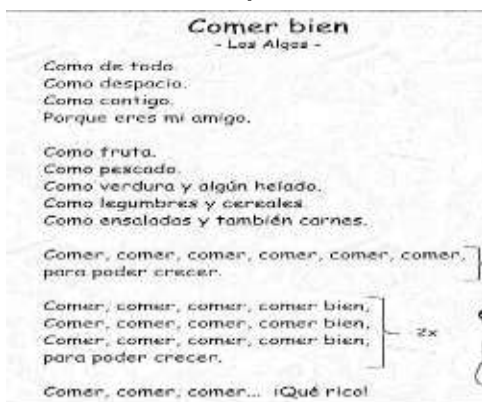 Comer bien
- Los Algos -
Como de todo.
Como despacio.
Como contigo.
Porque eres mi amigo.
Como fruta.
Como pescado.
Como verdura y algún helado.
Como legumbres y cereales
Como ensaladas y también carnes.
Comer, comer, comer, comer, comer, comer,
para poder crecer.
Comer, comer, comer, comer bien,
Comer, comer, comer, comer bien,
Comer, comer, comer, comer bien,
para poder crecer.
2x
Comer, comer, comer... ¡Qué rico!